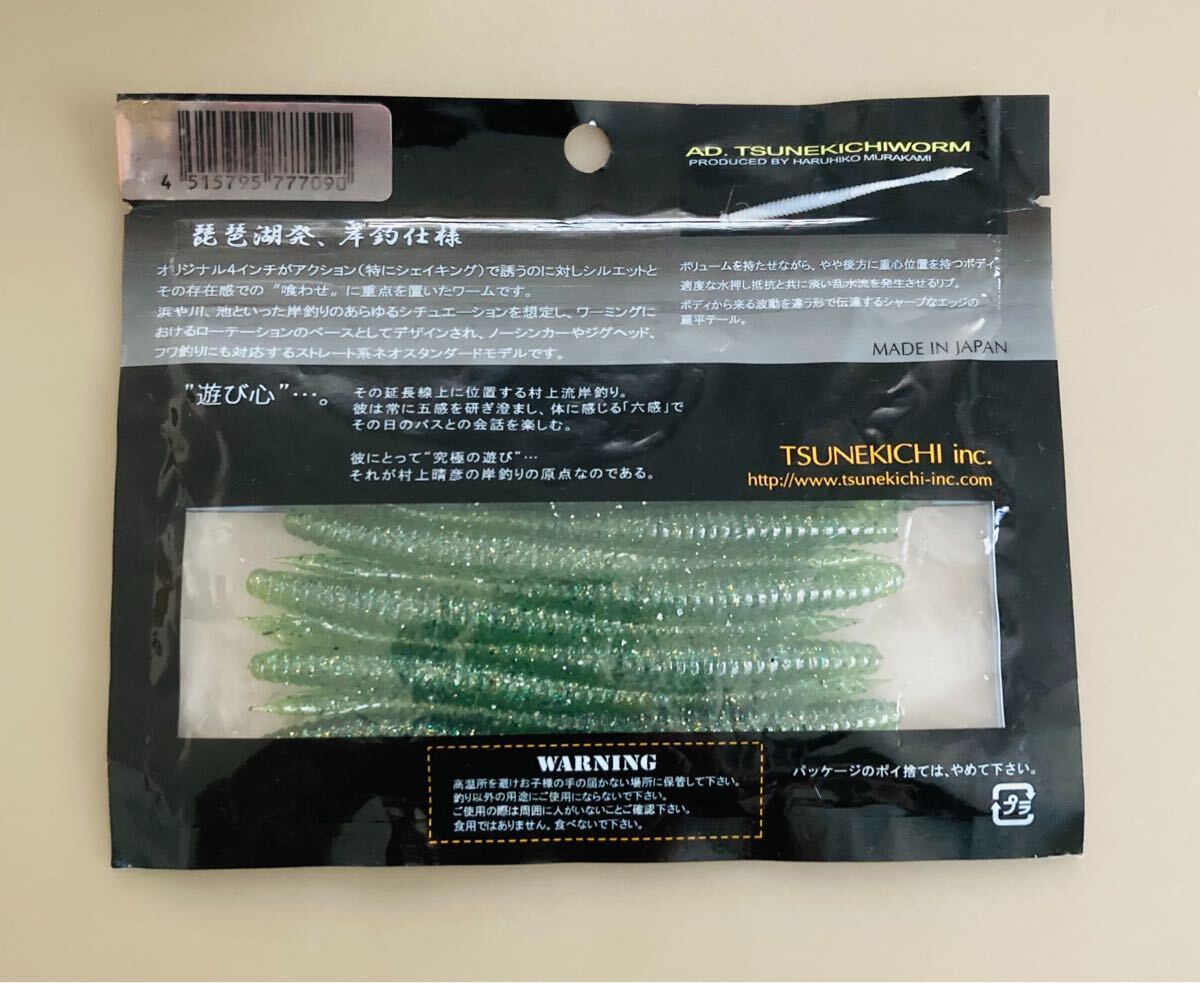 4 515795 777090
AD. TSUNEKICHIWORM
PRODUCED BY HARUHIKO MURAKAMI
琵琶湖発、岸釣仕様
オリジナル4インチがアクション(特にシェイキング)で誘うのに対しシルエットと
その存在感での“喰わせ”に重点を置いたワームです。
浜や川、池といった岸釣りのあらゆるシチュエーションを想定し、ワーミングに
おけるローテーションのベースとしてデザインされ、ノーシンカーやジグヘッド、
フワ釣りにも対応するストレート系ネオスタンダードモデルです。
ボリュームを持たせながら、やや後方に重心位置を持つボディ。
適度な水押し抵抗と共に淡い乱水流を発生させるリブ。
ボディから来る波動を違う形で伝達するシャープなエッジの
扁平テール。
MADE IN JAPAN
"遊び心"…。
その延長線上に位置する村上流岸釣り。
彼は常に五感を研ぎ澄まし、体に感じる「六感」で
その日のバスとの会話を楽しむ。
彼にとって“究極の遊び”…
それが村上晴彦の岸釣りの原点なのである。
TSUNEKICHI inc.
http://www.tsunekichi-inc.com
WARNING
高温所を避けお子様の手の届かない場所に保管して下さい。
釣り以外の用途にご使用にならないで下さい。
ご使用の際は周囲に人がいないことご確認下さい。
食用ではありません。食べないで下さい。
パッケージのポイ捨ては、やめて下さい。
プラ